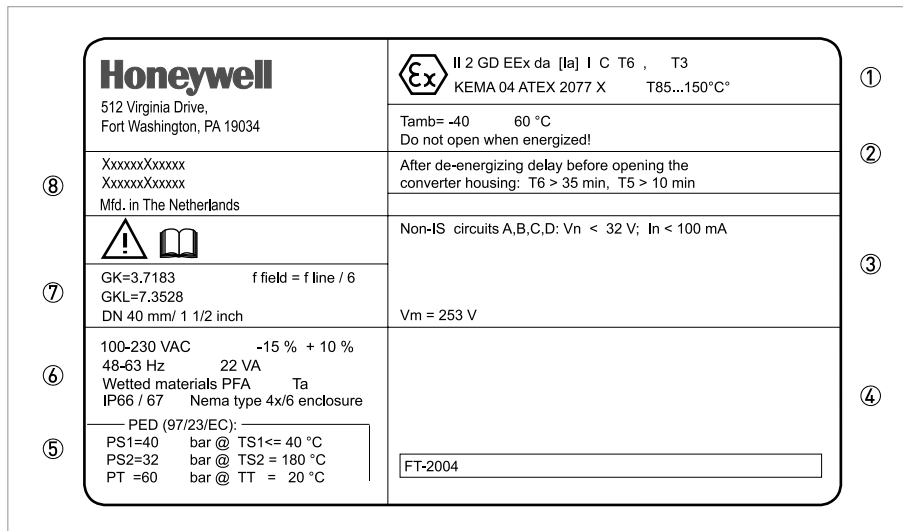 Honeywell
512 Virginia Drive,
Fort Washington, PA 19034
XxxxxxXxxxxx
XxxxxxXxxxxx
Mfd. in The Netherlands
GK=3.7183 f field = f line / 6
GKL=7.3528
DN 40 mm/ 1 1/2 inch
100-230 VAC -15 % + 10 %
48-63 Hz 22 VA
Wetted materials PFA Ta
IP66 / 67 Nema type 4x/6 enclosure
PED (97/23/EC):
PS1=40 bar @ TS1<= 40 °C
PS2=32 bar @ TS2 = 180 °C
PT =60 bar @ TT = 20 °C
Ex II 2 GD EEx da [Ia] I C T6 , T3
KEMA 04 ATEX 2077 X T85...150°C°
Tamb= -40 60 °C
Do not open when energized!
After de-energizing delay before opening the
converter housing: T6 > 35 min, T5 > 10 min
Non-IS circuits A,B,C,D: Vn < 32 V; In < 100 mA
Vm = 253 V
FT-2004
①
②
③
④
⑤
⑥
⑦
⑧